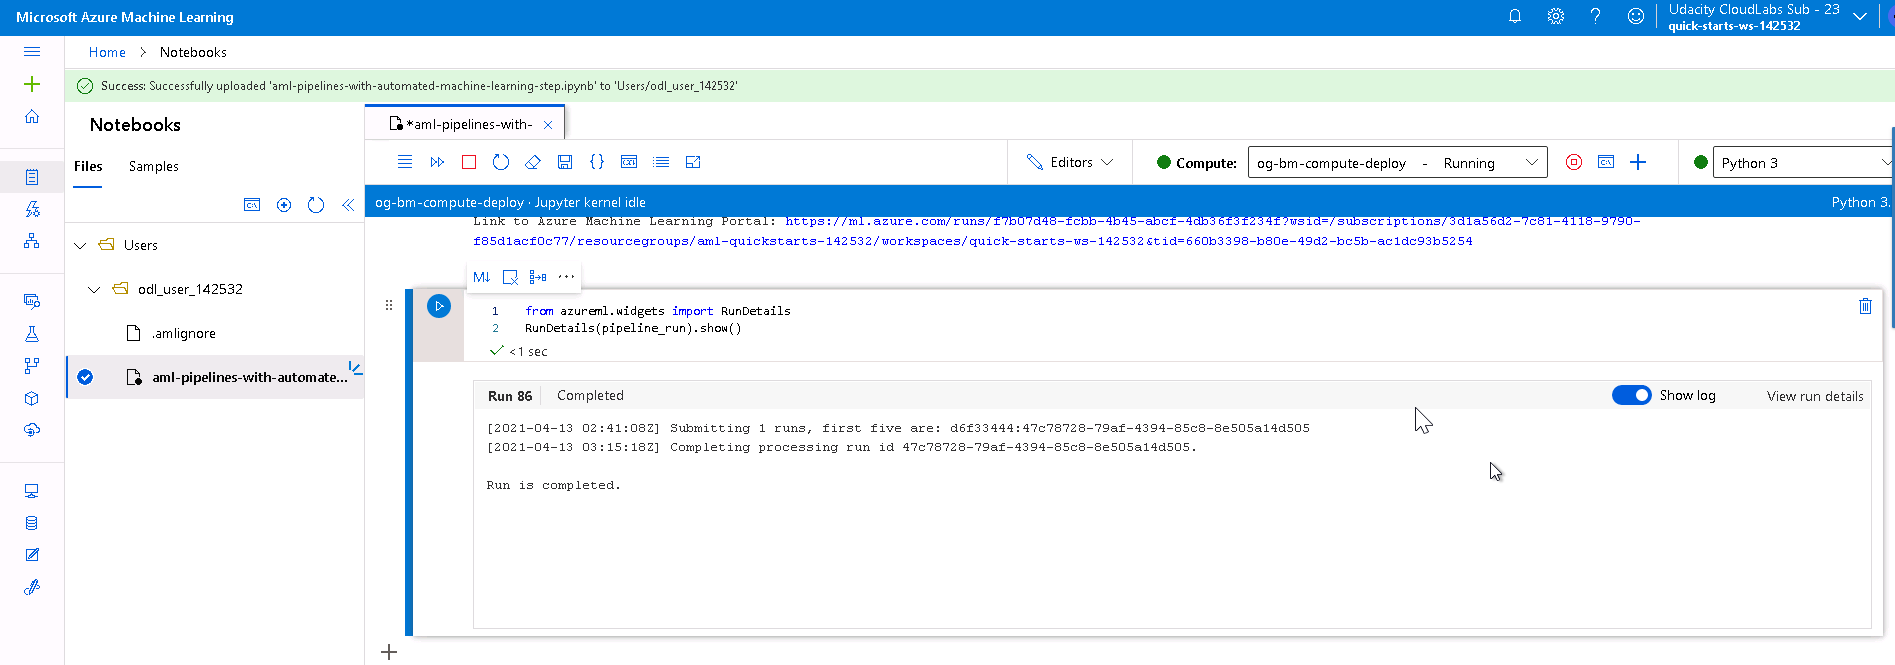 Microsoft Azure Machine Learning
Udacity CloudLabs Sub - 23
quick-starts-ws-142532
Home > Notebooks
Success: Successfully uploaded 'aml-pipelines-with-automated-machine-learning-step.ipynb' to 'Users/odl_user_142532'
Notebooks
Files Samples
Users
odl_user_142532
.amlignore
aml-pipelines-with-automate...
*aml-pipelines-with-
Editors
Compute: og-bm-compute-deploy - Running
Python 3
og-bm-compute-deploy · Jupyter kernel idle
Python 3.
Link to Azure Machine Learning Portal: https://ml.azure.com/runs/f7b07d48-fcbb-4b45-abcf-4db36f3f234f?wsid=/subscriptions/3d1a56d2-7c81-4118-9790-
f85d1acf0c77/resourcegroups/aml-quickstarts-142532/workspaces/quick-starts-ws-142532&tid=660b3398-b80e-49d2-bc5b-ac1dc93b5254
M↓ ···
1 from azureml.widgets import RunDetails
2 RunDetails(pipeline_run).show()
<1 sec
Run 86 Completed Show log View run details
[2021-04-13 02:41:08Z] Submitting 1 runs, first five are: d6f33444:47c78728-79af-4394-85c8-8e505a14d505
[2021-04-13 03:15:18Z] Completing processing run id 47c78728-79af-4394-85c8-8e505a14d505.
Run is completed.